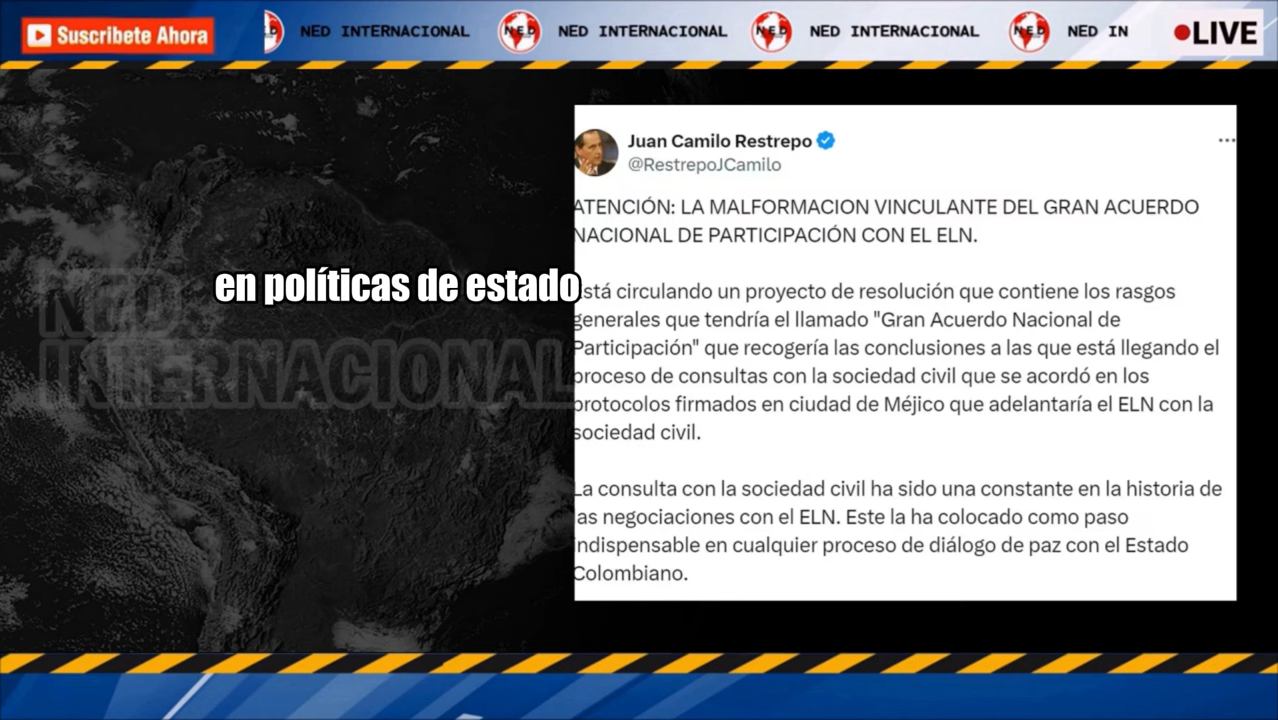 Suscribete Ahora
NED INTERNACIONAL
NED
NED INTERNACIONAL
NED
NED INTERNACIONAL
NED
NED IN
LIVE
Juan Camilo Restrepo
@RestrepoJCamilo
ATENCIÓN: LA MALFORMACION VINCULANTE DEL GRAN ACUERDO
NACIONAL DE PARTICIPACIÓN CON EL ELN.
en políticas de estado
Está circulando un proyecto de resolución que contiene los rasgos
generales que tendría el llamado "Gran Acuerdo Nacional de
Participación" que recogería las conclusiones a las que está llegando el
proceso de consultas con la sociedad civil que se acordó en los
protocolos firmados en ciudad de Méjico que adelantaría el ELN con la
sociedad civil.
La consulta con la sociedad civil ha sido una constante en la historia de
las negociaciones con el ELN. Este la ha colocado como paso
indispensable en cualquier proceso de diálogo de paz con el Estado
Colombiano.
NED
INTERNACIONAL